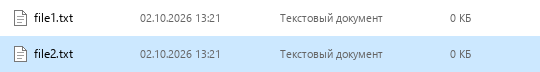 file1.txt 02.10.2026 13:21 Текстовый документ 0 КБ
file2.txt 02.10.2026 13:21 Текстовый документ 0 КБ